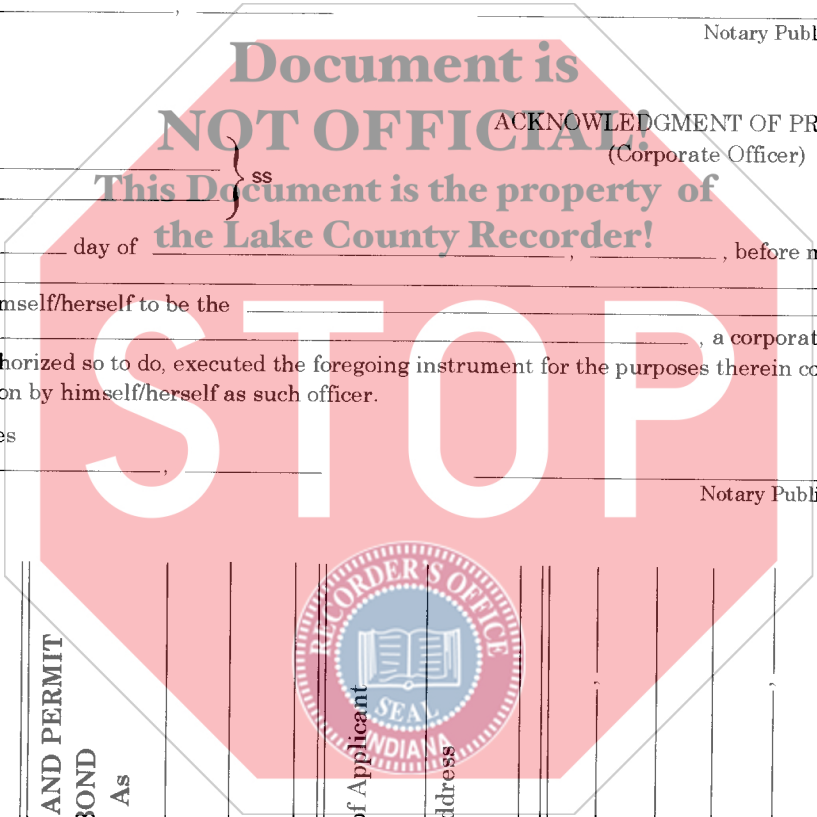 Notary Publ
Document is
NOT OFFICIAL!
ACKNOWLEDGMENT OF PR
(Corporate Officer)
ss
This Document is the property of
the Lake County Recorder!
day of , , before m
mself/herself to be the
, a corporat
horized so to do, executed the foregoing instrument for the purposes therein co
on by himself/herself as such officer.
es
,
Notary Publi
STOP
RECORDER'S OFFICE
SEAL
INDIANA
AND PERMIT
BOND
As
of Applicant
ddress